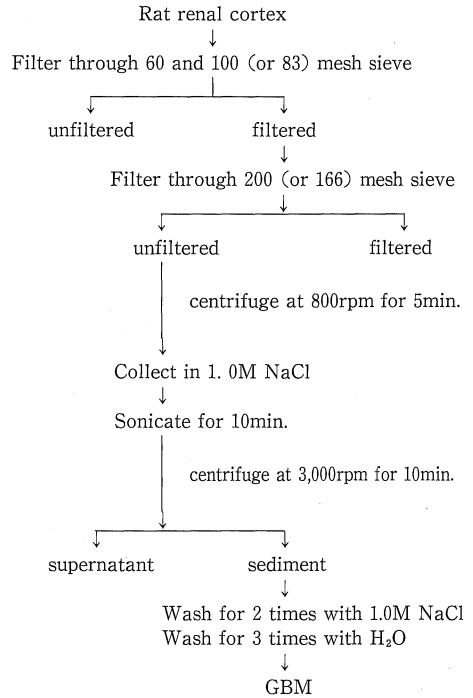 Rat renal cortex
Filter through 60 and 100 (or 83) mesh sieve
unfiltered filtered
Filter through 200 (or 166) mesh sieve
unfiltered filtered
centrifuge at 800rpm for 5min.
Collect in 1. 0M NaCl
Sonicate for 10min.
centrifuge at 3,000rpm for 10min.
supernatant sediment
Wash for 2 times with 1.0M NaCl
Wash for 3 times with H₂O
GBM